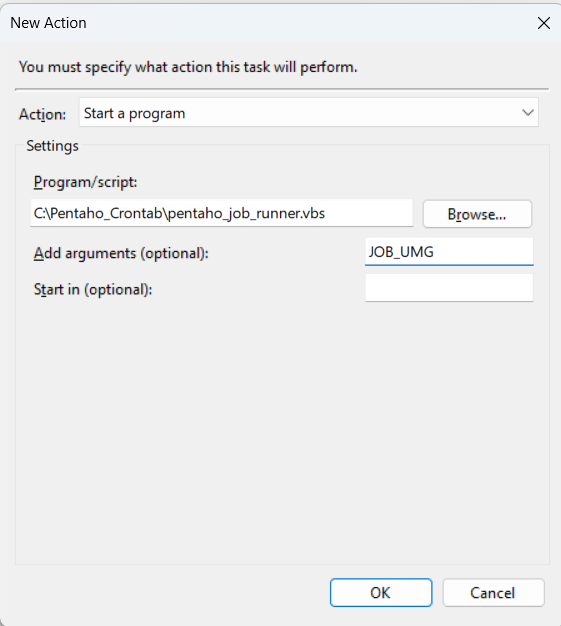 New Action
You must specify what action this task will perform.
Action: Start a program
Settings
Program/script:
C:\Pentaho_Crontab\pentaho_job_runner.vbs Browse...
Add arguments (optional): JOB_UMG
Start in (optional):
OK Cancel